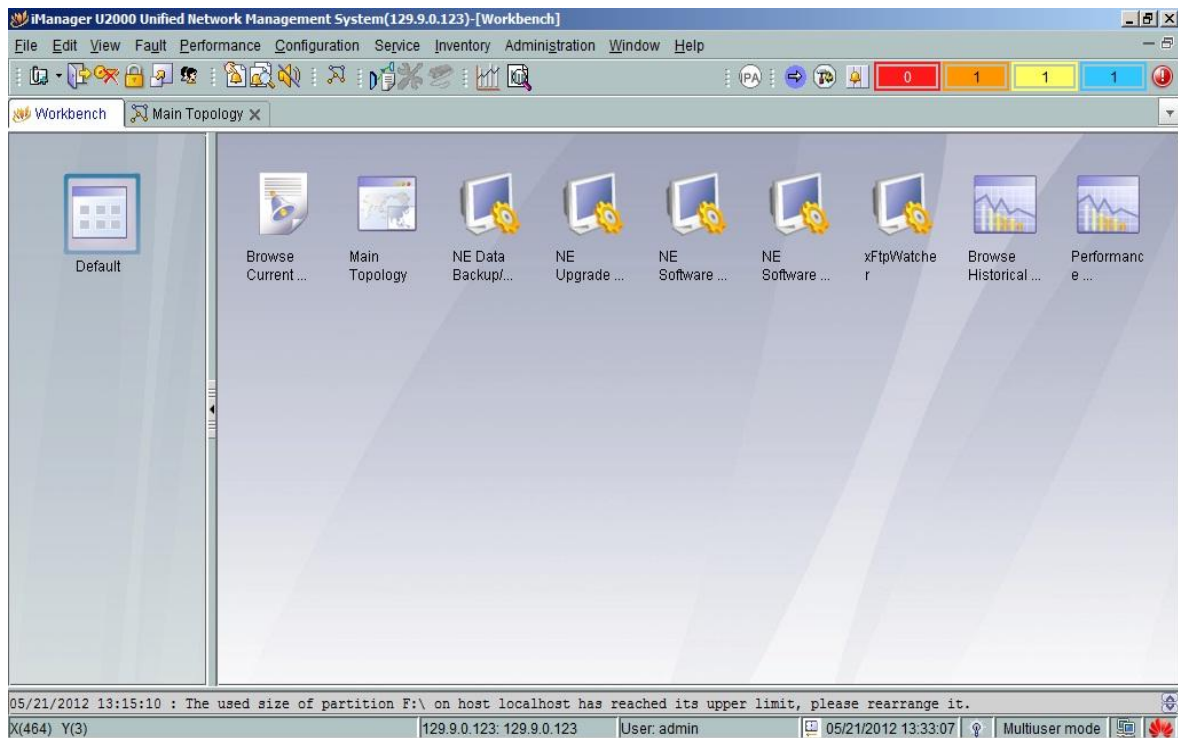 iManager U2000 Unified Network Management System(129.9.0.123)-[Workbench]
File Edit View Fault Performance Configuration Service Inventory Administration Window Help
PA 0 1 1 1
Workbench Main Topology
Default
Browse Current ...
Main Topology
NE Data Backup/...
NE Upgrade ...
NE Software ...
NE Software ...
xFtpWatche
r
Browse Historical ...
Performanc
e ...
05/21/2012 13:15:10 : The used size of partition F:\ on host localhost has reached its upper limit, please rearrange it.
X(464) Y(3) 129.9.0.123: 129.9.0.123 User: admin 05/21/2012 13:33:07 Multiuser mode